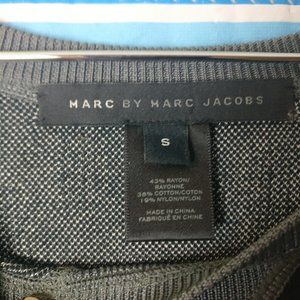 MARC BY MARC JACOBS
S
43% RAYON/
RAYONNE
38% COTTON/COTON
19% NYLON/NYLON
MADE IN CHINA
FABRIQUÉ EN CHINE